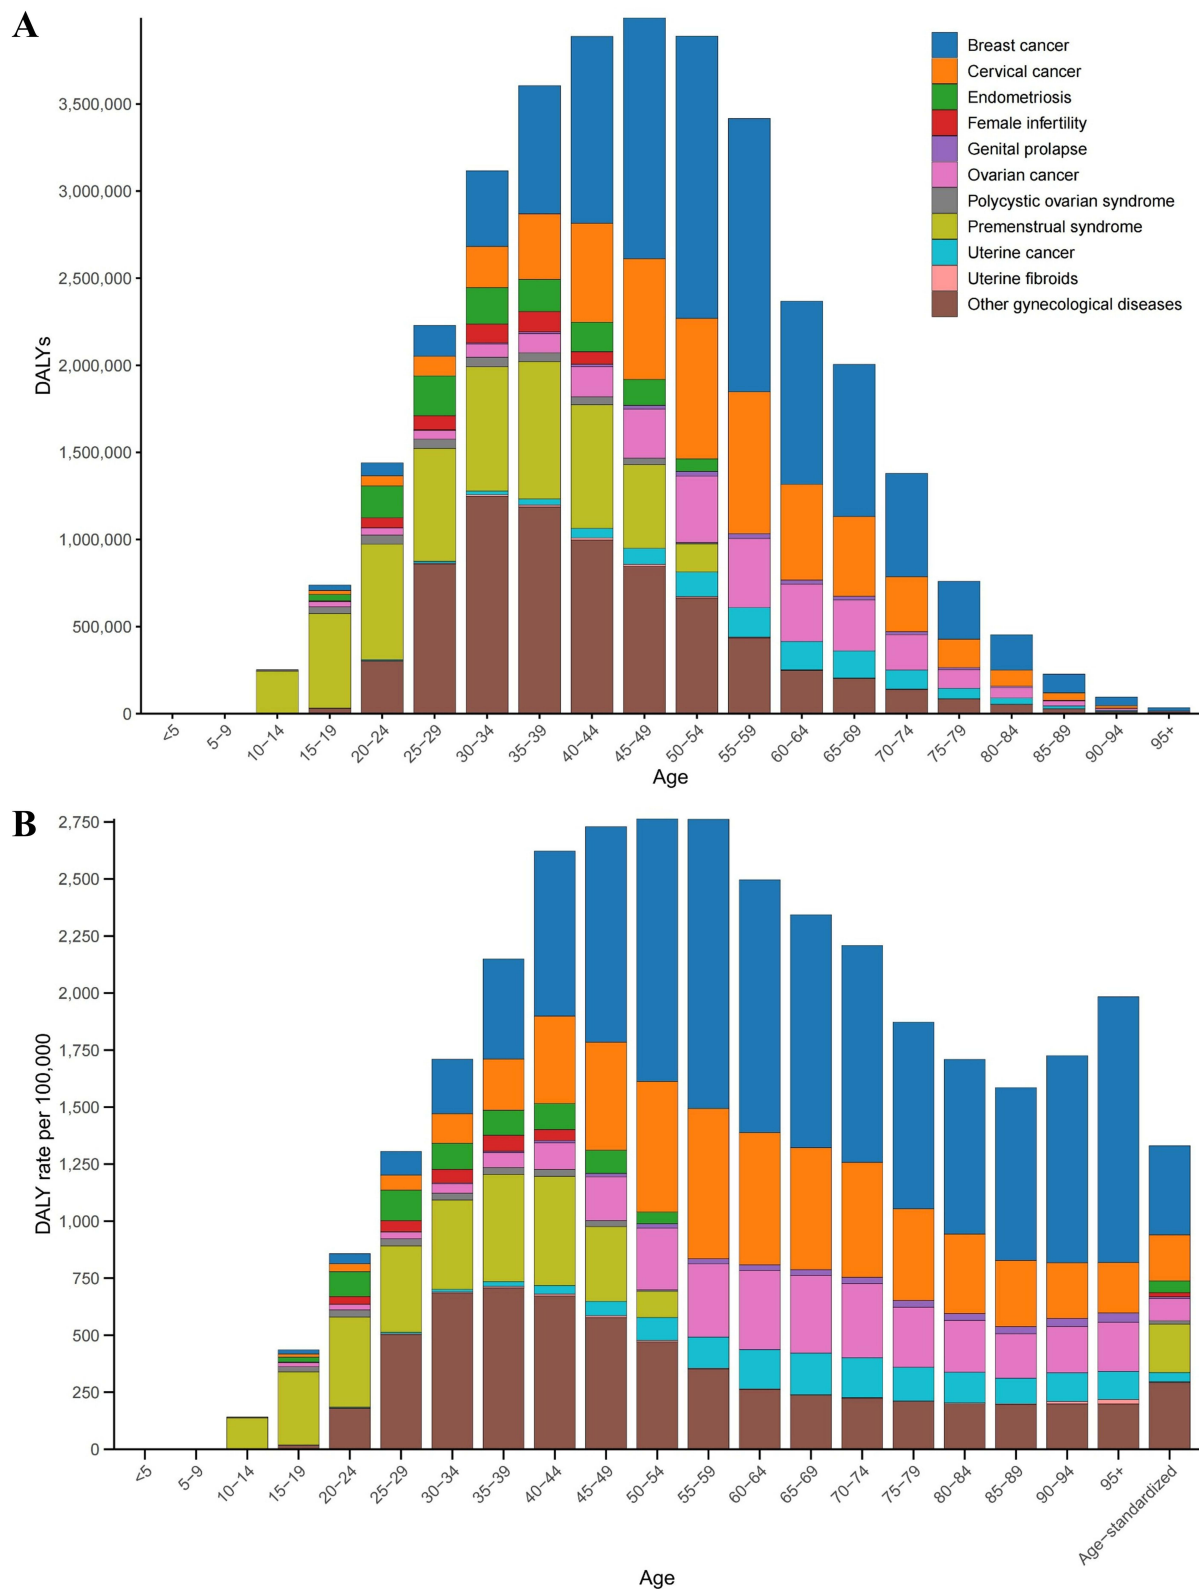 A
Breast cancer
Cervical cancer
Endometriosis
Female infertility
Genital prolapse
Ovarian cancer
Polycystic ovarian syndrome
Premenstrual syndrome
Uterine cancer
Uterine fibroids
Other gynecological diseases
DALYs
3,500,000
3,000,000
2,500,000
2,000,000
1,500,000
1,000,000
500,000
0
<5 5−9 10−14 15−19 20−24 25−29 30−34 35−39 40−44 45−49 50−54 55−59 60−64 65−69 70−74 75−79 80−84 85−89 90−94 95+
Age
B
DALY rate per 100,000
2,750
2,500
2,250
2,000
1,750
1,500
1,250
1,000
750
500
250
0
<5 5−9 10−14 15−19 20−24 25−29 30−34 35−39 40−44 45−49 50−54 55−59 60−64 65−69 70−74 75−79 80−84 85−89 90−94 95+ Age−standardized
Age